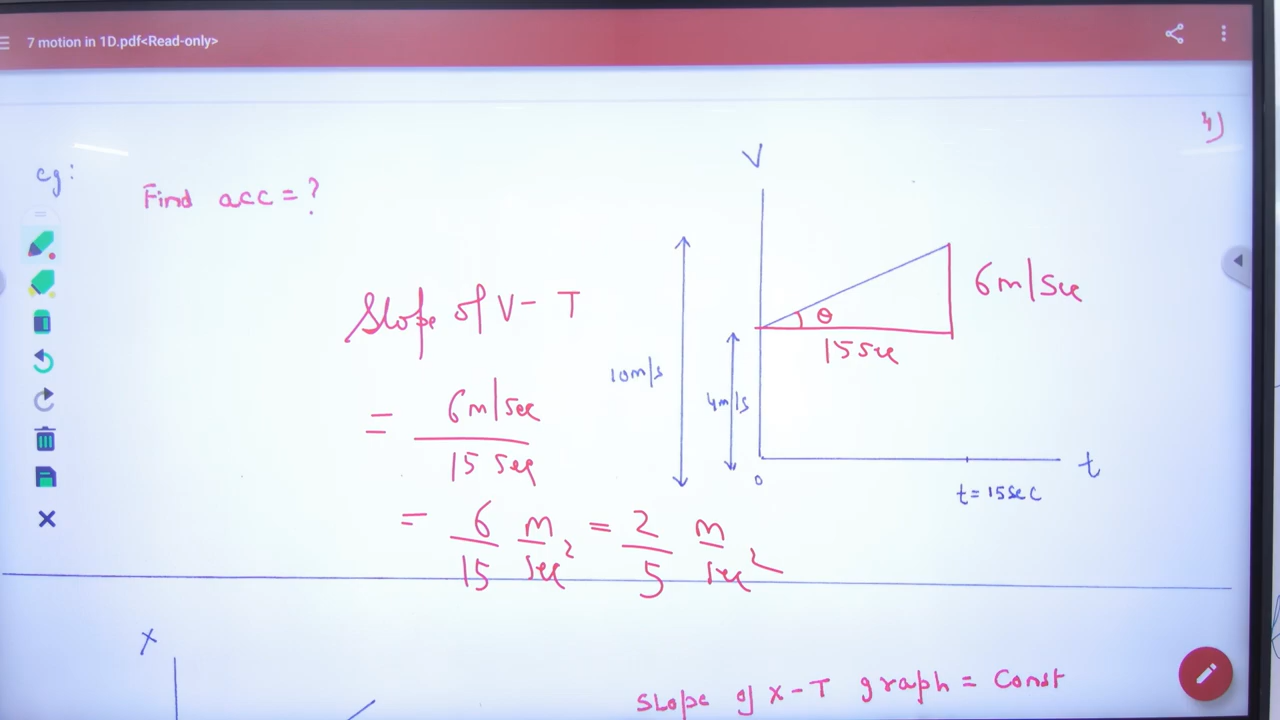 7 motion in 1D.pdf<Read-only>
4)
eg:
Find acc = ?
V
Slope of V - T
6 m/sec
θ
15 sec
10 m/s
4 m/s
= 6 m/sec
15 sec
0
t
t = 15 sec
= 6/15 m/sec² = 2/5 m/sec²
X
Slope of X - T graph = Const